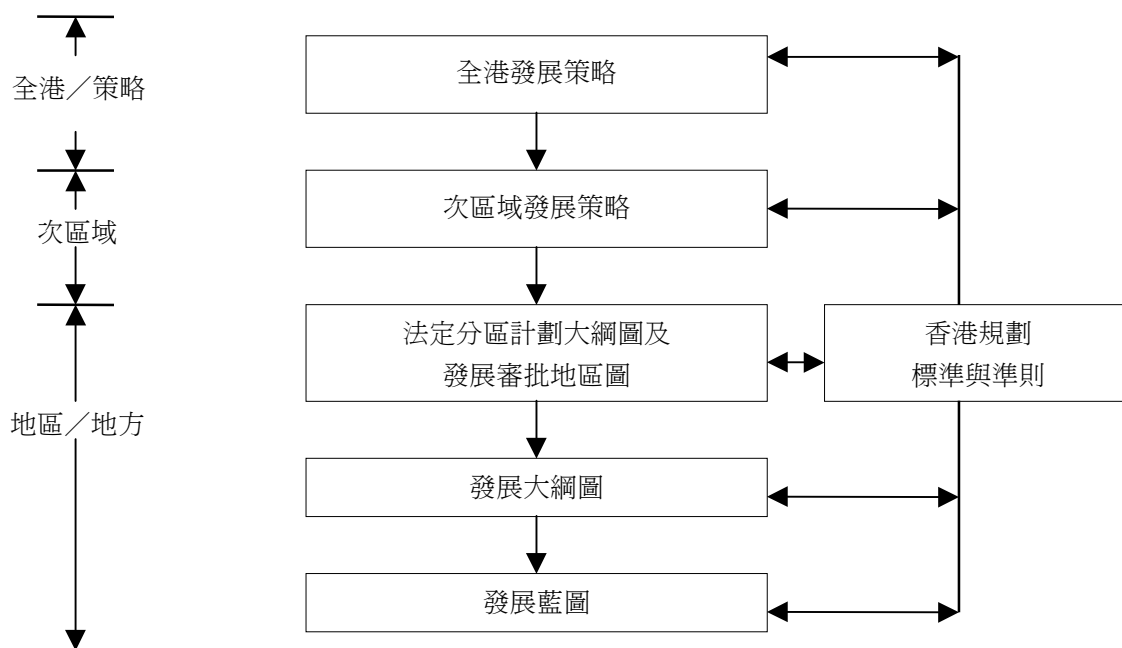 全港／策略
次區域
地區／地方
全港發展策略
次區域發展策略
法定分區計劃大綱圖及
發展審批地區圖
香港規劃
標準與準則
發展大綱圖
發展藍圖